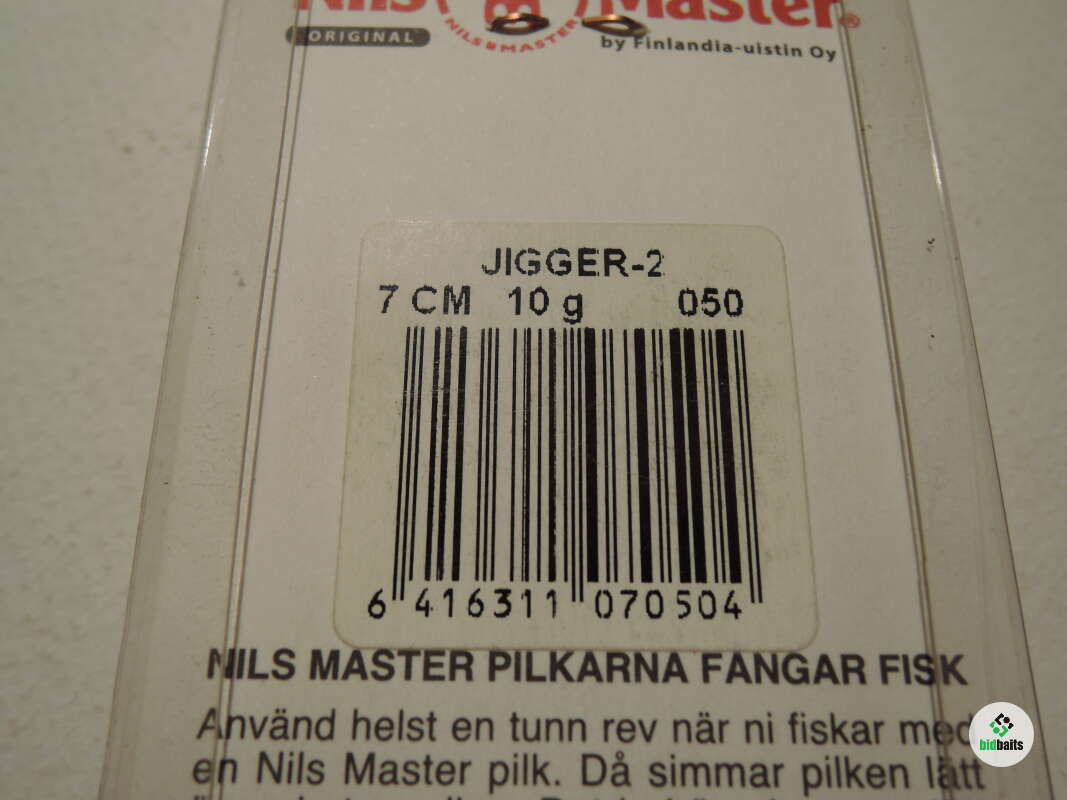 Nils Master®
ORIGINAL
NILS MASTER
by Finlandia-uistin Oy
JIGGER-2
7 CM 10 g 050
6 416311 070504
NILS MASTER PILKARNA FANGAR FISK
Använd helst en tunn rev när ni fiskar med
en Nils Master pilk. Då simmar pilken lätt
bidbaits